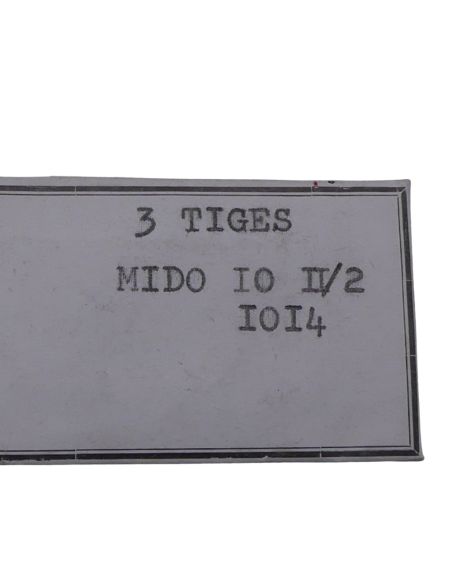 3 TIGES
MIDO IO II/2
IOI4